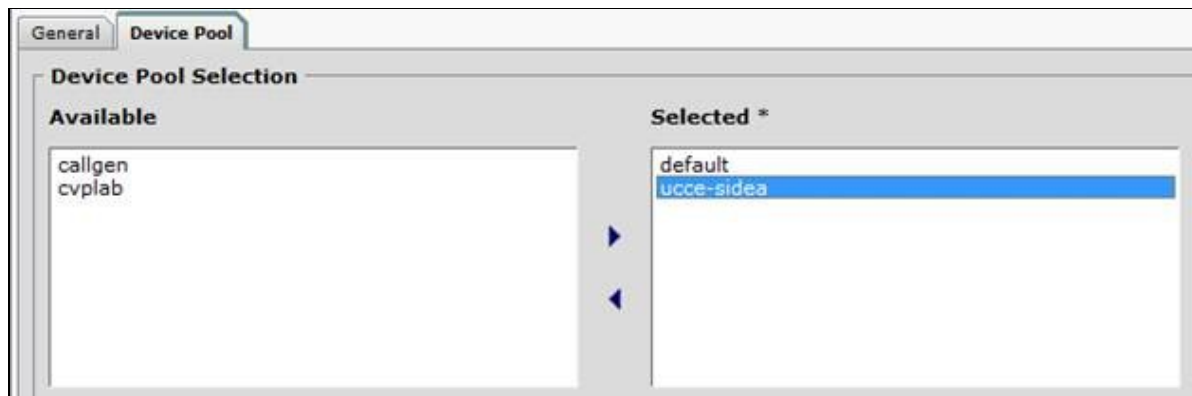 General Device Pool
Device Pool Selection
Available Selected *
callgen default
cvplab ucce-sidea